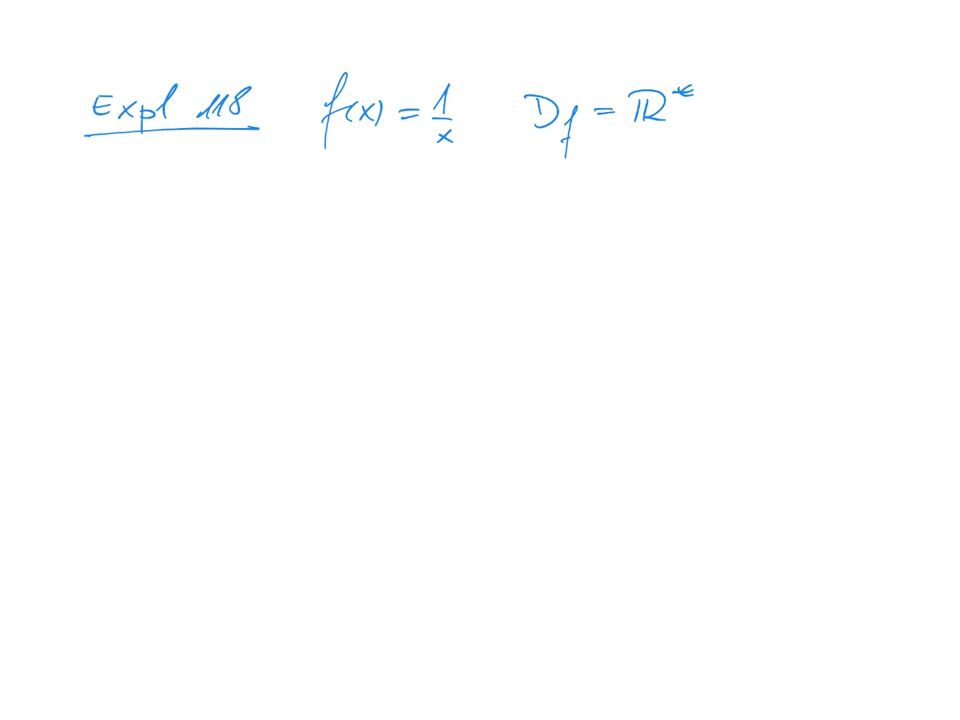 Expl 118 f(x) = 1/x D_f = ℝ*